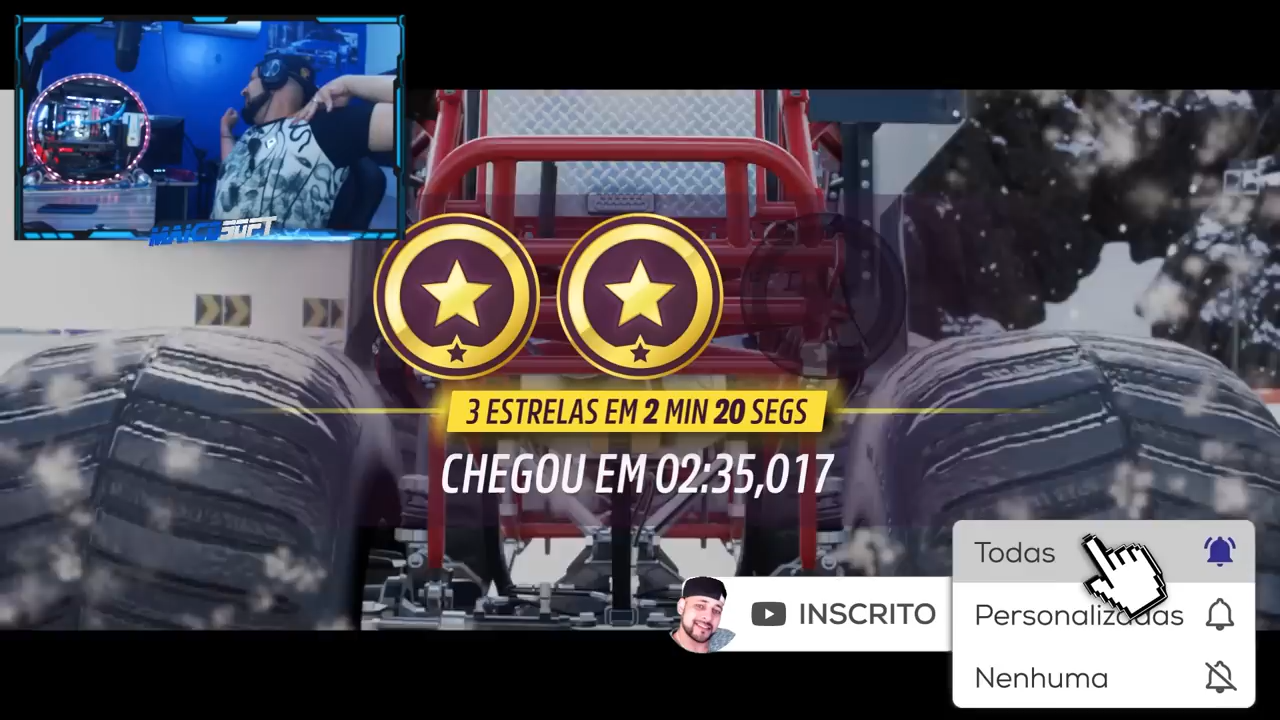 3 ESTRELAS EM 2 MIN 20 SEGS
CHEGOU EM 02:35,017
INSCRITO
Todas
Personalizadas
Nenhuma